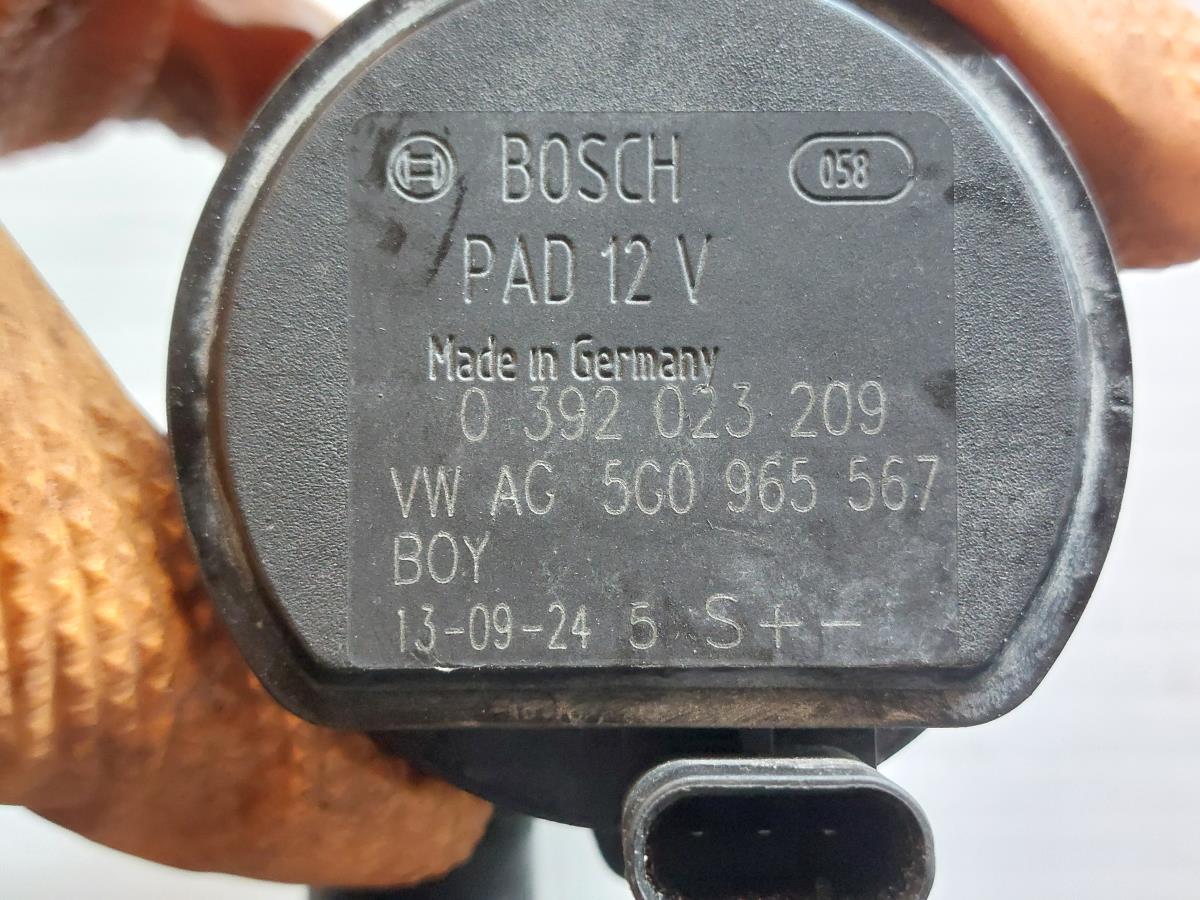 BOSCH 058
PAD 12 V
Made in Germany
0 392 023 209
VW AG 5G0 965 567
BOY
13-09-24 5 S + -